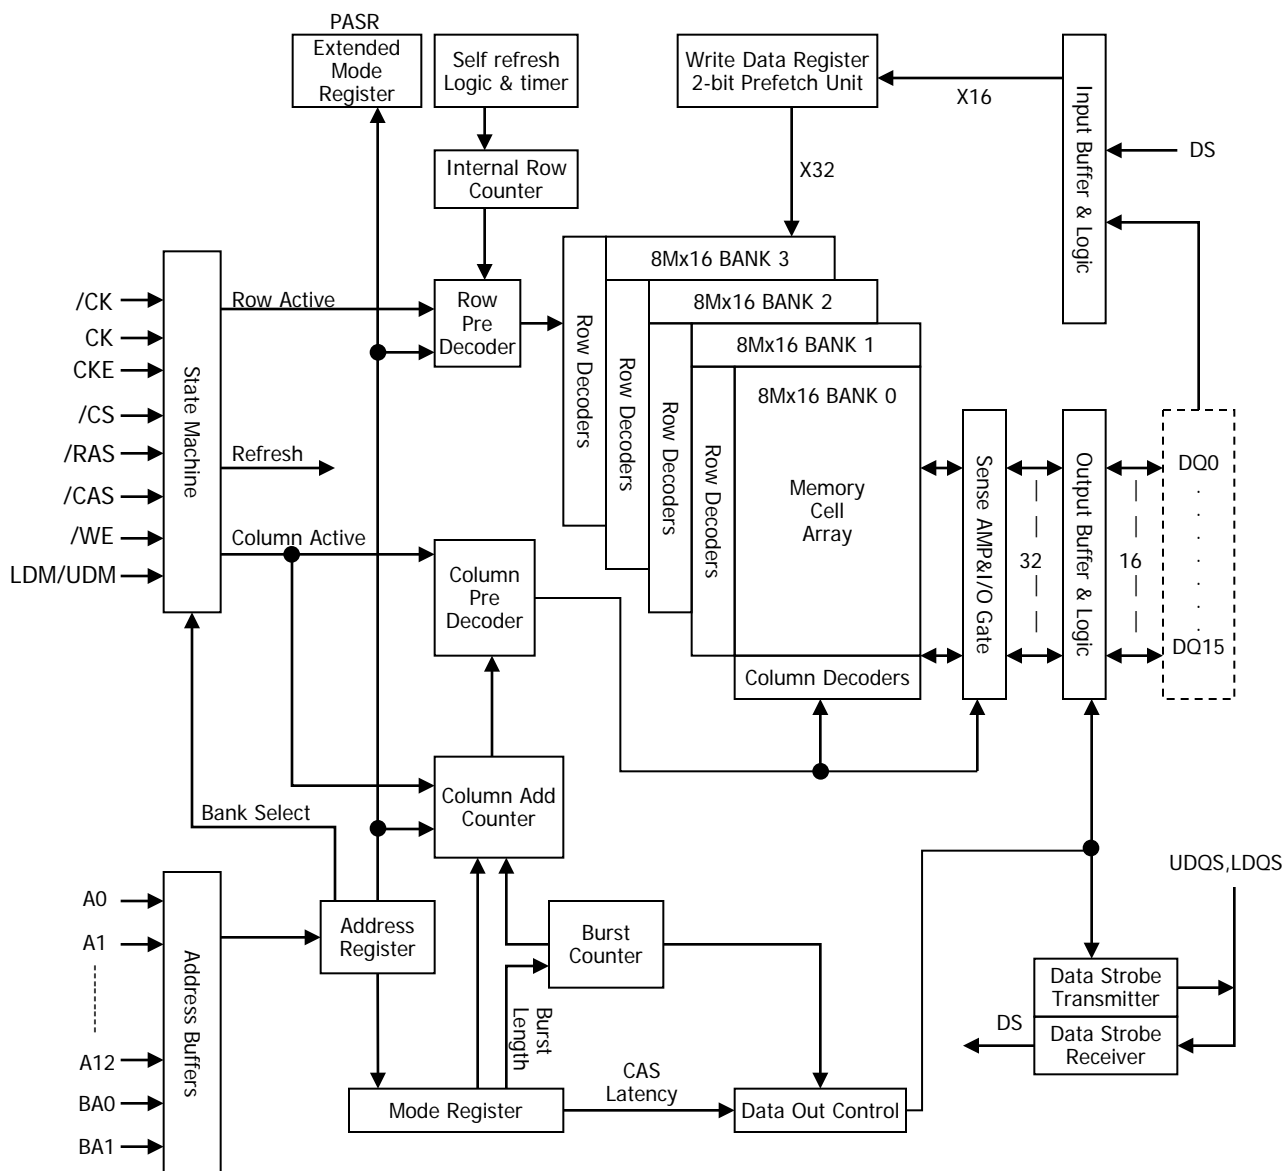 PASR
Extended
Mode
Register
Self refresh
Logic & timer
Write Data Register
2-bit Prefetch Unit
X16
Input Buffer & Logic
DS
Internal Row
Counter
X32
8Mx16 BANK 3
8Mx16 BANK 2
8Mx16 BANK 1
8Mx16 BANK 0
Row Decoders
Row Decoders
Row Decoders
Row Decoders
Memory
Cell
Array
/CK
CK
CKE
/CS
/RAS
/CAS
/WE
LDM/UDM
State Machine
Row Active
Refresh
Column Active
Row
Pre
Decoder
Column
Pre
Decoder
Column Decoders
Sense AMP&I/O Gate
32
Output Buffer & Logic
16
DQ0
.
.
.
.
.
.
.
DQ15
Bank Select
Column Add
Counter
A0
A1
A12
BA0
BA1
Address Buffers
Address
Register
Burst
Counter
Burst
Length
Mode Register
CAS
Latency
Data Out Control
UDQS,LDQS
Data Strobe
Transmitter
DS
Data Strobe
Receiver